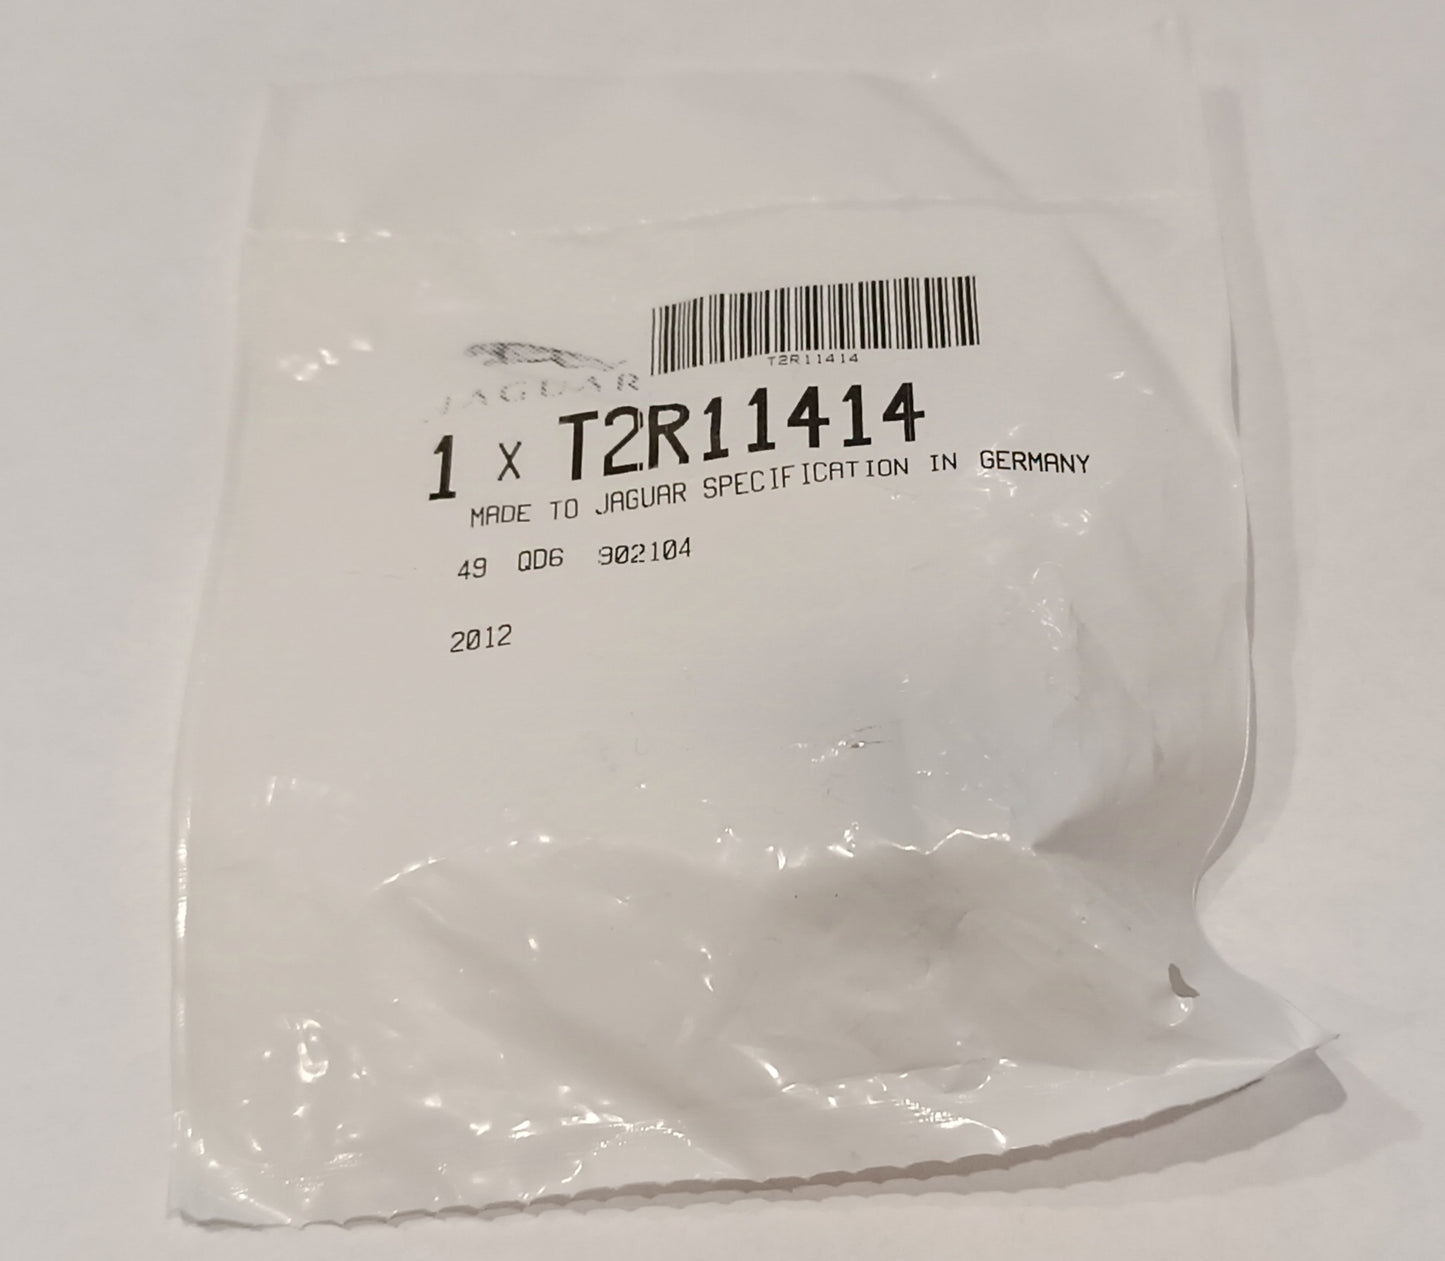 T2R11414
JAGUAR
1 x T2R11414
MADE TO JAGUAR SPECIFICATION IN GERMANY
49 QD6 902104
2012